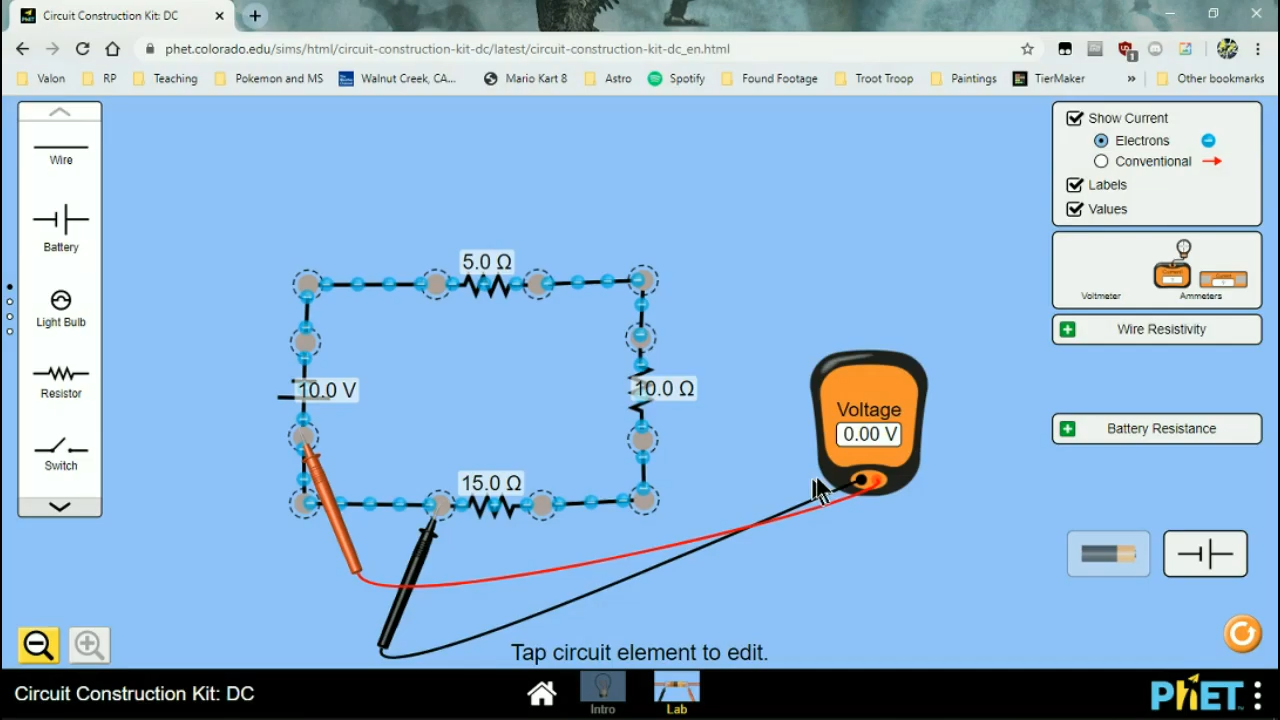 Circuit Construction Kit: DC
phet.colorado.edu/sims/html/circuit-construction-kit-dc/latest/circuit-construction-kit-dc_en.html
1
Valon RP Teaching Pokemon and MS Walnut Creek, CA... Mario Kart 8 Astro Spotify Found Footage Troot Troop Paintings TierMaker » Other bookmarks
Wire
Battery
Light Bulb
Resistor
Switch
5.0 Ω
10.0 V
10.0 Ω
15.0 Ω
Voltage
0.00 V
Show Current
Electrons
Conventional
Labels
Values
Current
Current
Voltmeter Ammeters
Wire Resistivity
Battery Resistance
Tap circuit element to edit.
Circuit Construction Kit: DC
Intro
Lab
PhET